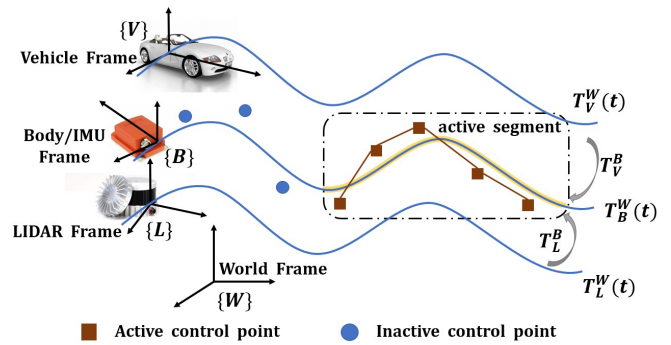 {V}
Vehicle Frame
T_V^W(t)
active segment
Body/IMU
Frame
{B}
T_V^B
T_B^W(t)
LIDAR Frame
{L}
T_L^B
World Frame
T_L^W(t)
{W}
Active control point
Inactive control point